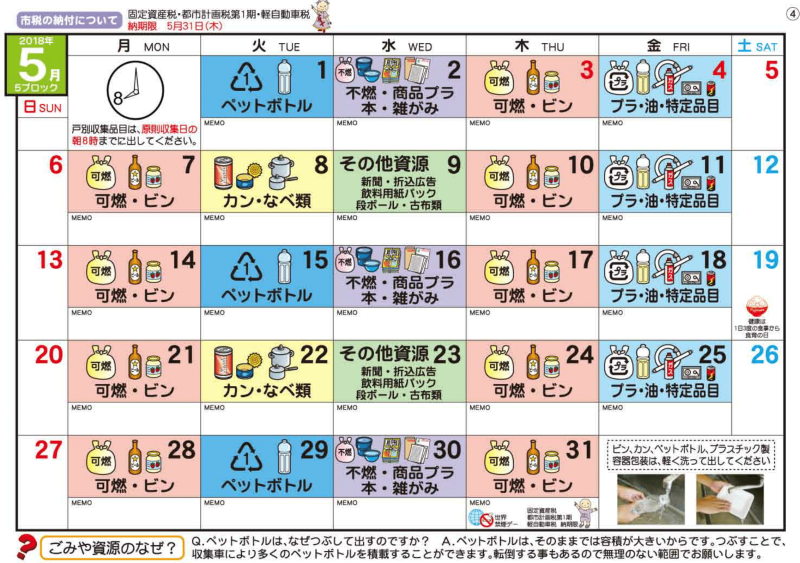 市税の納付について
固定資産税・都市計画税第1期・軽自動車税
納期限 5月31日(木)
④
2018年
5月
5ブロック
月 MON
火 TUE
水 WED
木 THU
金 FRI
土 SAT
日 SUN
8
戸別収集品目は、原則収集日の
朝8時までに出してください。
1
ペットボトル
MEMO
不燃
2
不燃・商品プラ
本・雑がみ
MEMO
可燃
3
可燃・ビン
MEMO
プラ
4
プラ・油・特定品目
MEMO
5
6
可燃
7
可燃・ビン
MEMO
8
カン・なべ類
MEMO
その他資源 9
新聞・折込広告
飲料用紙パック
段ボール・古布類
MEMO
可燃
10
可燃・ビン
MEMO
プラ
11
プラ・油・特定品目
MEMO
12
13
可燃
14
可燃・ビン
MEMO
1
15
ペットボトル
MEMO
不燃
16
不燃・商品プラ
本・雑がみ
MEMO
可燃
17
可燃・ビン
MEMO
プラ
18
プラ・油・特定品目
MEMO
19
健康は
1日3度の食事から
食育の日
20
可燃
21
可燃・ビン
MEMO
22
カン・なべ類
MEMO
その他資源 23
新聞・折込広告
飲料用紙パック
段ボール・古布類
MEMO
可燃
24
可燃・ビン
MEMO
プラ
25
プラ・油・特定品目
MEMO
26
27
可燃
28
可燃・ビン
MEMO
1
29
ペットボトル
MEMO
不燃
30
不燃・商品プラ
本・雑がみ
MEMO
可燃
31
可燃・ビン
MEMO
世界
禁煙デー
固定資産税
都市計画税第1期
軽自動車税 納期限
ビン、カン、ペットボトル、プラスチック製
容器包装は、軽く洗って出してください
ごみや資源のなぜ？
Q.ペットボトルは、なぜつぶして出すのですか？ A.ペットボトルは、そのままでは容積が大きいからです。つぶすことで、
収集車により多くのペットボトルを積載することができます。転倒する事もあるので無理のない範囲でお願いします。